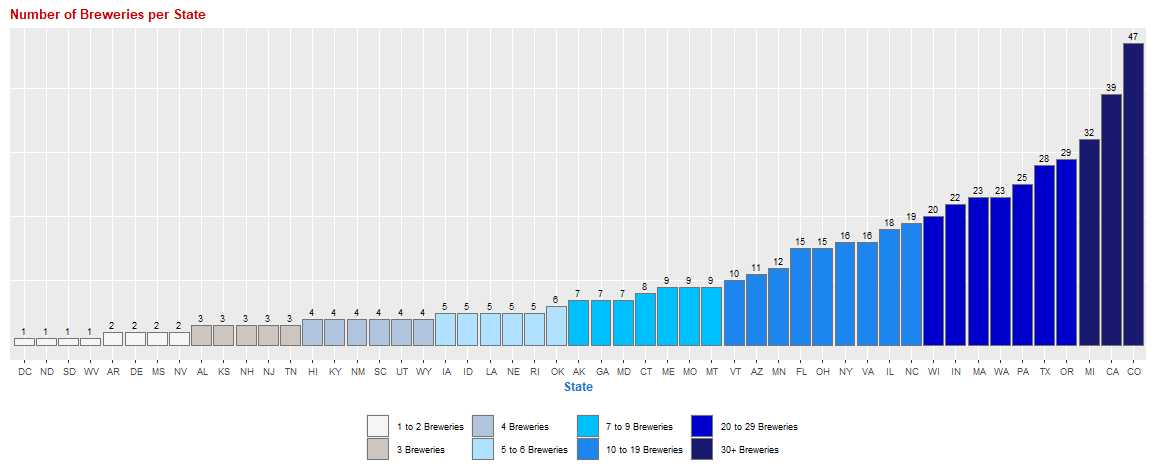 Number of Breweries per State
1 1 1 1 2 2 2 2 3 3 3 3 3 4 4 4 4 4 4 5 5 5 5 5 6 7 7 7 8 9 9 9 10 11 12 15 15 16 16 18 19 20 22 23 23 25 28 29 32 39 47
DC ND SD WV AR DE MS NV AL KS NH NJ TN HI KY NM SC UT WY IA ID LA NE RI OK AK GA MD CT ME MO MT VT AZ MN FL OH NY VA IL NC WI IN MA WA PA TX OR MI CA CO
State
1 to 2 Breweries 4 Breweries 7 to 9 Breweries 20 to 29 Breweries
3 Breweries 5 to 6 Breweries 10 to 19 Breweries 30+ Breweries